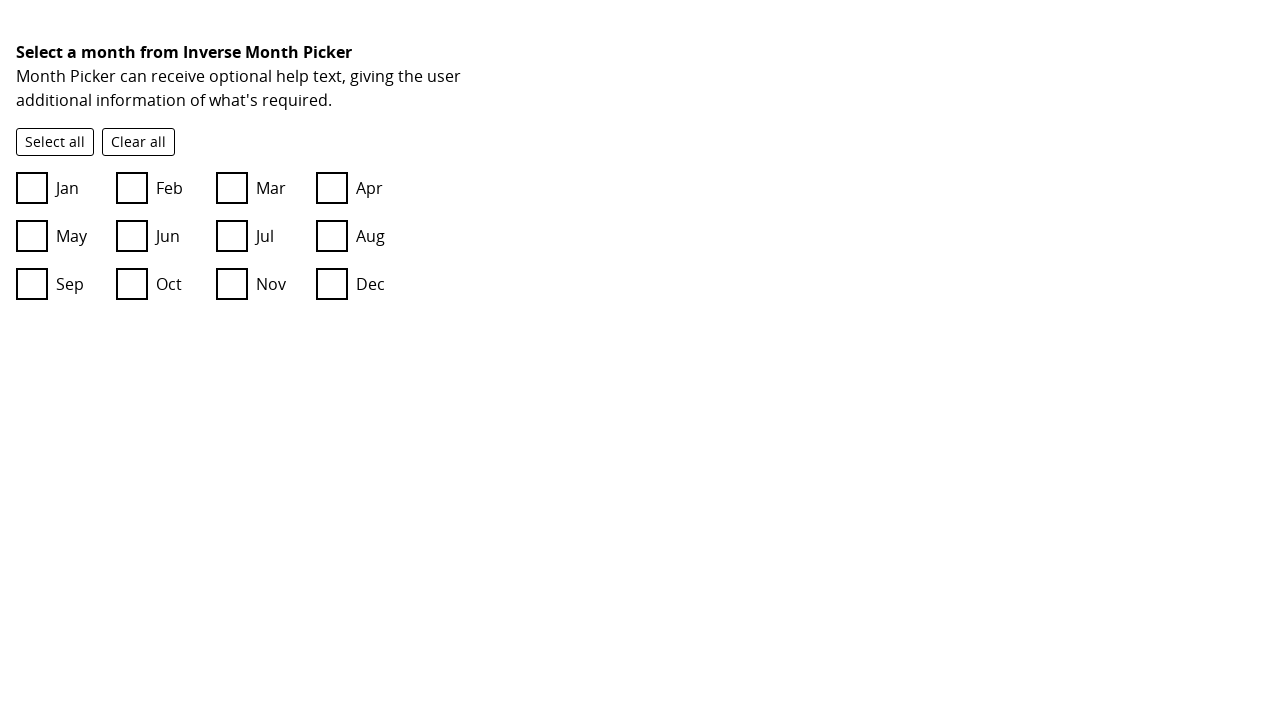 Select a month from Inverse Month Picker
Month Picker can receive optional help text, giving the user
additional information of what's required.
Select all Clear all
Jan Feb Mar Apr
May Jun Jul Aug
Sep Oct Nov Dec